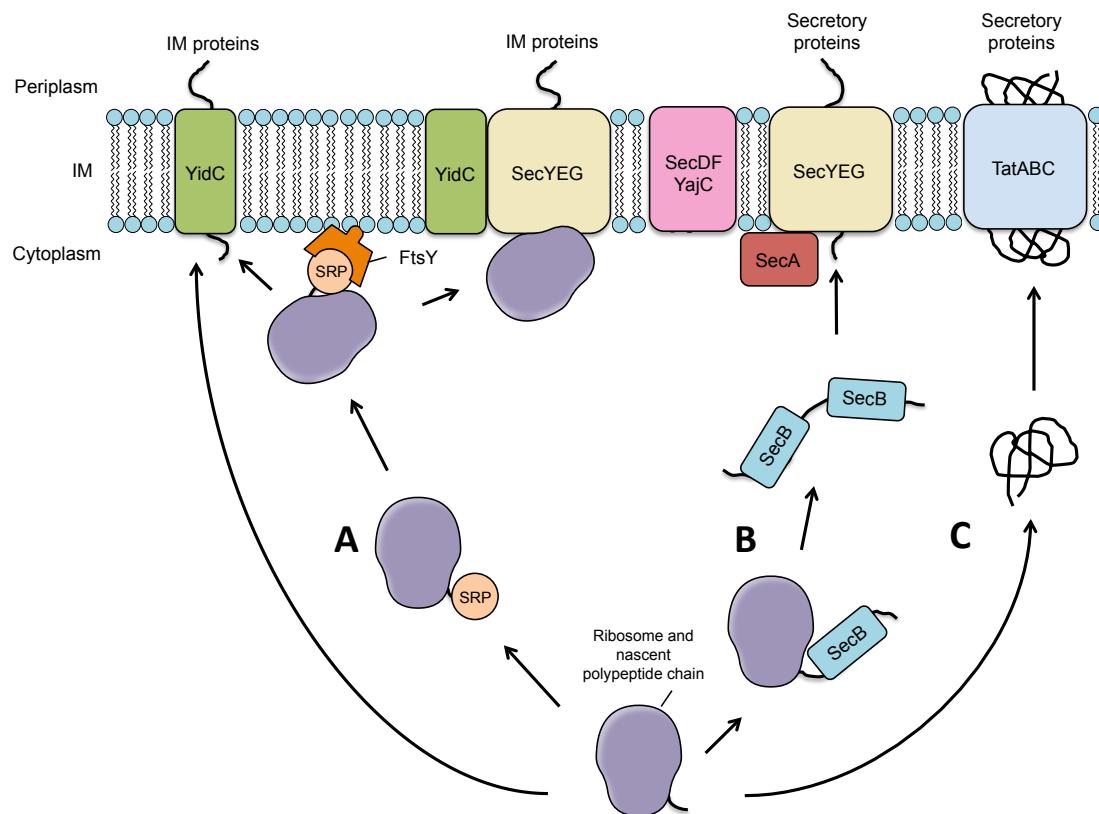 IM proteins
IM proteins
Secretory
proteins
Secretory
proteins
Periplasm
IM
Cytoplasm
YidC
YidC
SecYEG
SecDF
YajC
SecYEG
TatABC
SRP
FtsY
SecA
SecB
SecB
A
B
C
SRP
SecB
Ribosome and
nascent
polypeptide chain